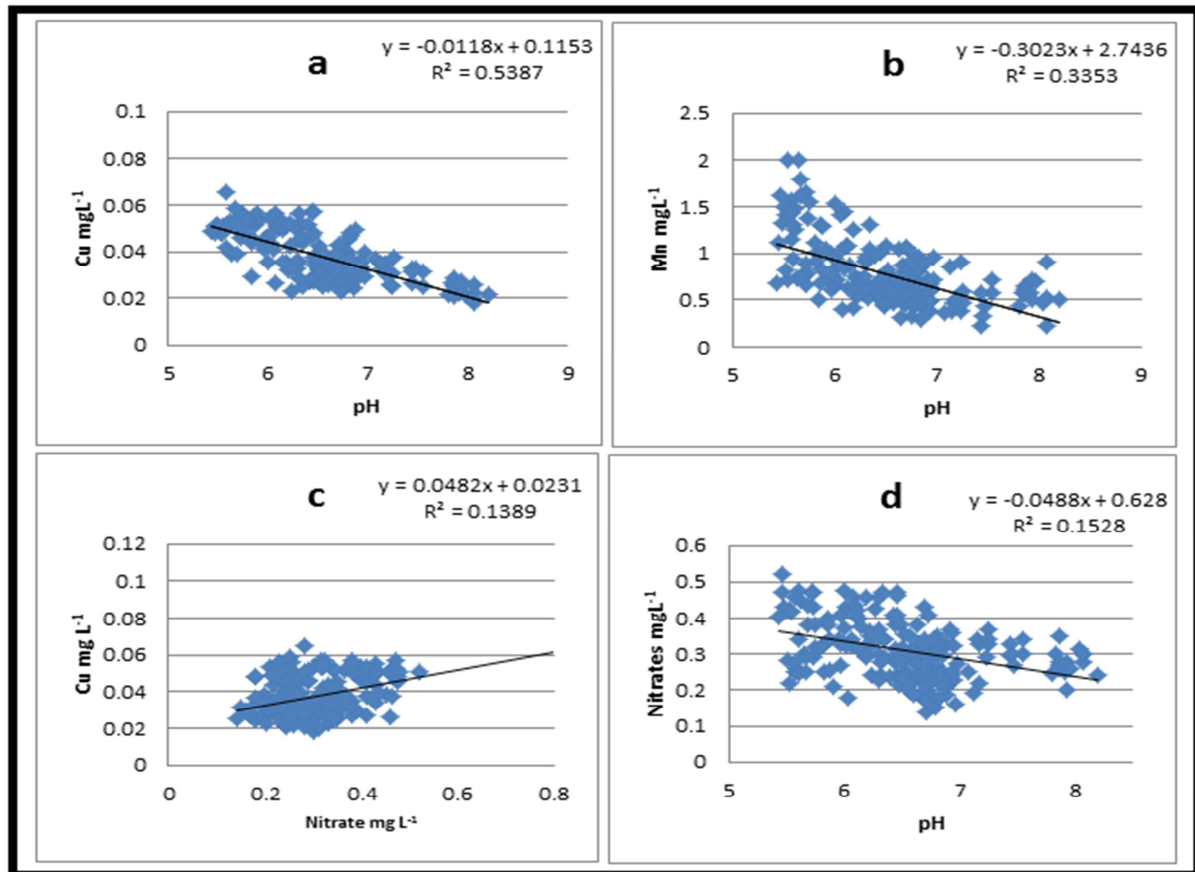 a
y = -0.0118x + 0.1153
R² = 0.5387
0.1
0.08
0.06
0.04
0.02
0
Cu mgL⁻¹
5 6 7 8 9
pH
b
y = -0.3023x + 2.7436
R² = 0.3353
2.5
2
1.5
1
0.5
0
Mn mgL⁻¹
5 6 7 8 9
pH
c
y = 0.0482x + 0.0231
R² = 0.1389
0.12
0.1
0.08
0.06
0.04
0.02
0
Cu mg L⁻¹
0 0.2 0.4 0.6 0.8
Nitrate mg L⁻¹
d
y = -0.0488x + 0.628
R² = 0.1528
0.6
0.5
0.4
0.3
0.2
0.1
0
Nitrates mgL⁻¹
5 6 7 8
pH